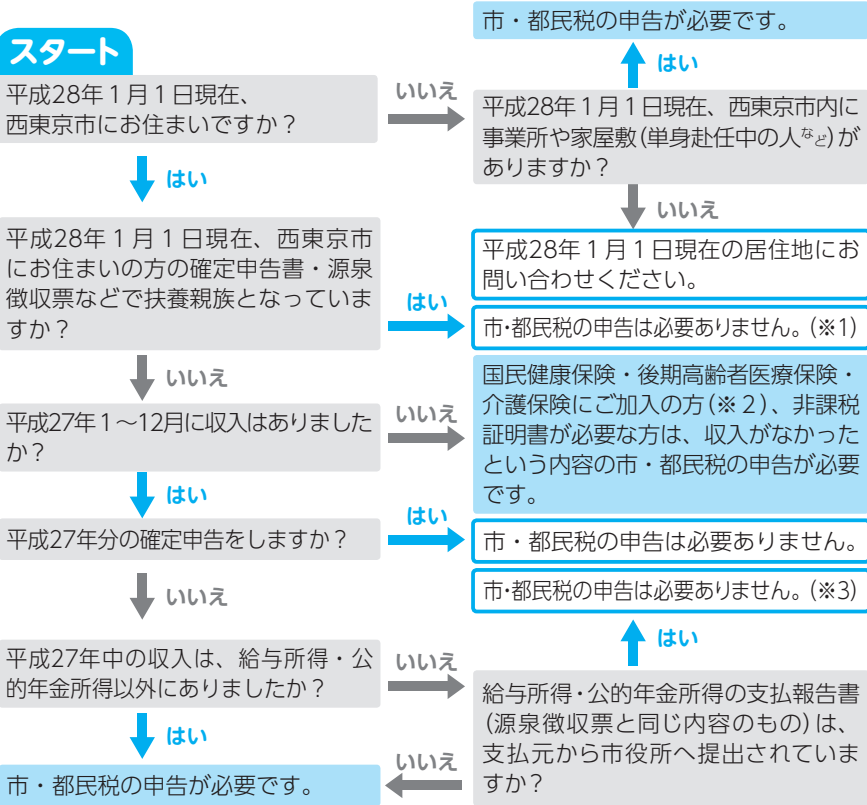 市・都民税の申告が必要です。
スタート
はい
平成28年1月1日現在、
西東京市にお住まいですか？
いいえ
平成28年1月1日現在、西東京市内に
事業所や家屋敷(単身赴任中の人など)が
ありますか？
はい
いいえ
平成28年1月1日現在、西東京市
にお住まいの方の確定申告書・源泉
徴収票などで扶養親族となっていま
すか？
平成28年1月1日現在の居住地にお
問い合わせください。
はい
市・都民税の申告は必要ありません。(※1)
いいえ
平成27年1～12月に収入はありました
か？
いいえ
国民健康保険・後期高齢者医療保険・
介護保険にご加入の方(※2)、非課税
証明書が必要な方は、収入がなかった
という内容の市・都民税の申告が必要
です。
はい
平成27年分の確定申告をしますか？
はい
市・都民税の申告は必要ありません。
いいえ
市・都民税の申告は必要ありません。(※3)
はい
平成27年中の収入は、給与所得・公
的年金所得以外にありましたか？
いいえ
給与所得・公的年金所得の支払報告書
(源泉徴収票と同じ内容のもの)は、
支払元から市役所へ提出されていま
すか？
はい
いいえ
市・都民税の申告が必要です。